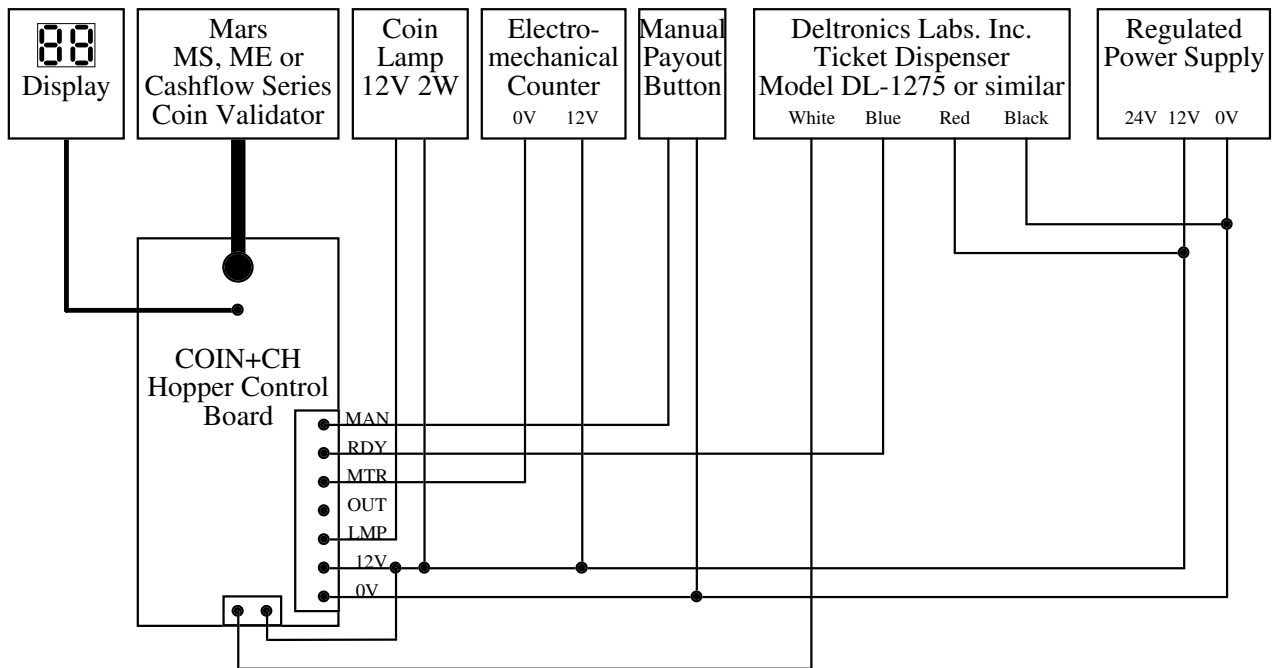 88
Display
Mars
MS, ME or
Cashflow Series
Coin Validator
Coin
Lamp
12V 2W
Electro-
mechanical
Counter
0V 12V
Manual
Payout
Button
Deltronics Labs. Inc.
Ticket Dispenser
Model DL-1275 or similar
White Blue Red Black
Regulated
Power Supply
24V 12V 0V
COIN+CH
Hopper Control
Board
MAN
RDY
MTR
OUT
LMP
12V
0V